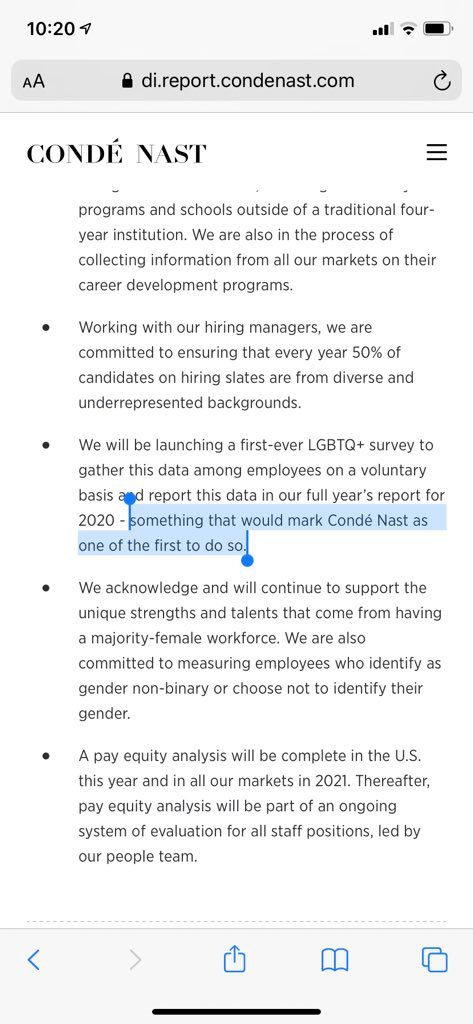 10:20
AA di.report.condenast.com
CONDÉ NAST
programs and schools outside of a traditional four-
year institution. We are also in the process of
collecting information from all our markets on their
career development programs.
• Working with our hiring managers, we are
committed to ensuring that every year 50% of
candidates on hiring slates are from diverse and
underrepresented backgrounds.
• We will be launching a first-ever LGBTQ+ survey to
gather this data among employees on a voluntary
basis and report this data in our full year's report for
2020 - something that would mark Condé Nast as
one of the first to do so.
• We acknowledge and will continue to support the
unique strengths and talents that come from having
a majority-female workforce. We are also
committed to measuring employees who identify as
gender non-binary or choose not to identify their
gender.
• A pay equity analysis will be complete in the U.S.
this year and in all our markets in 2021. Thereafter,
pay equity analysis will be part of an ongoing
system of evaluation for all staff positions, led by
our people team.